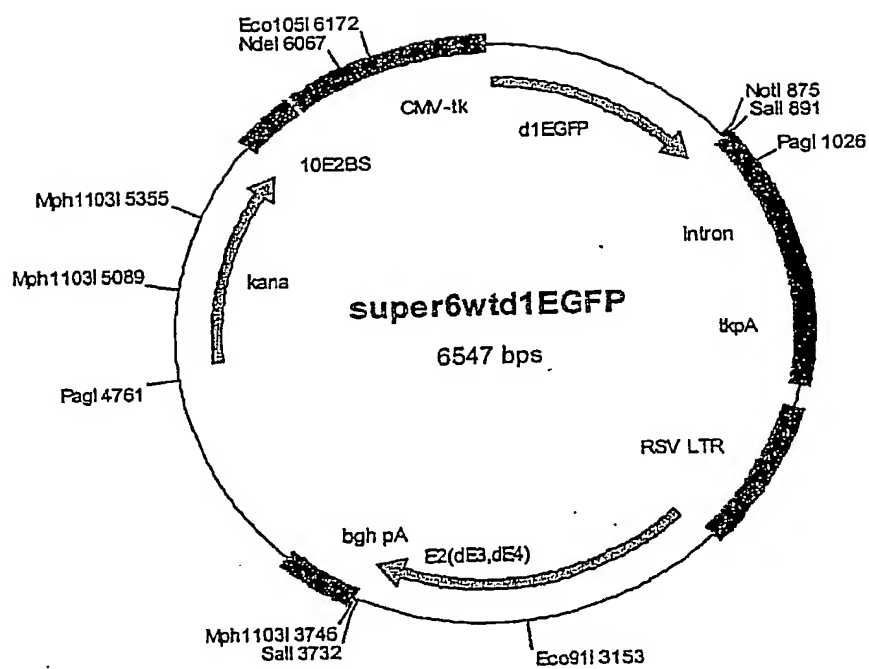 Eco105I 6172
NdeI 6067
CMV-tk
d1EGFP
NotI 875
SalI 891
PagI 1026
10E2BS
Mph1103I 5355
Intron
Mph1103I 5089
kana
super6wtd1EGFP
6547 bps
tkpA
PagI 4761
RSV LTR
bgh pA
E2(dE3,dE4)
Mph1103I 3746
SalI 3732
Eco91I 3153